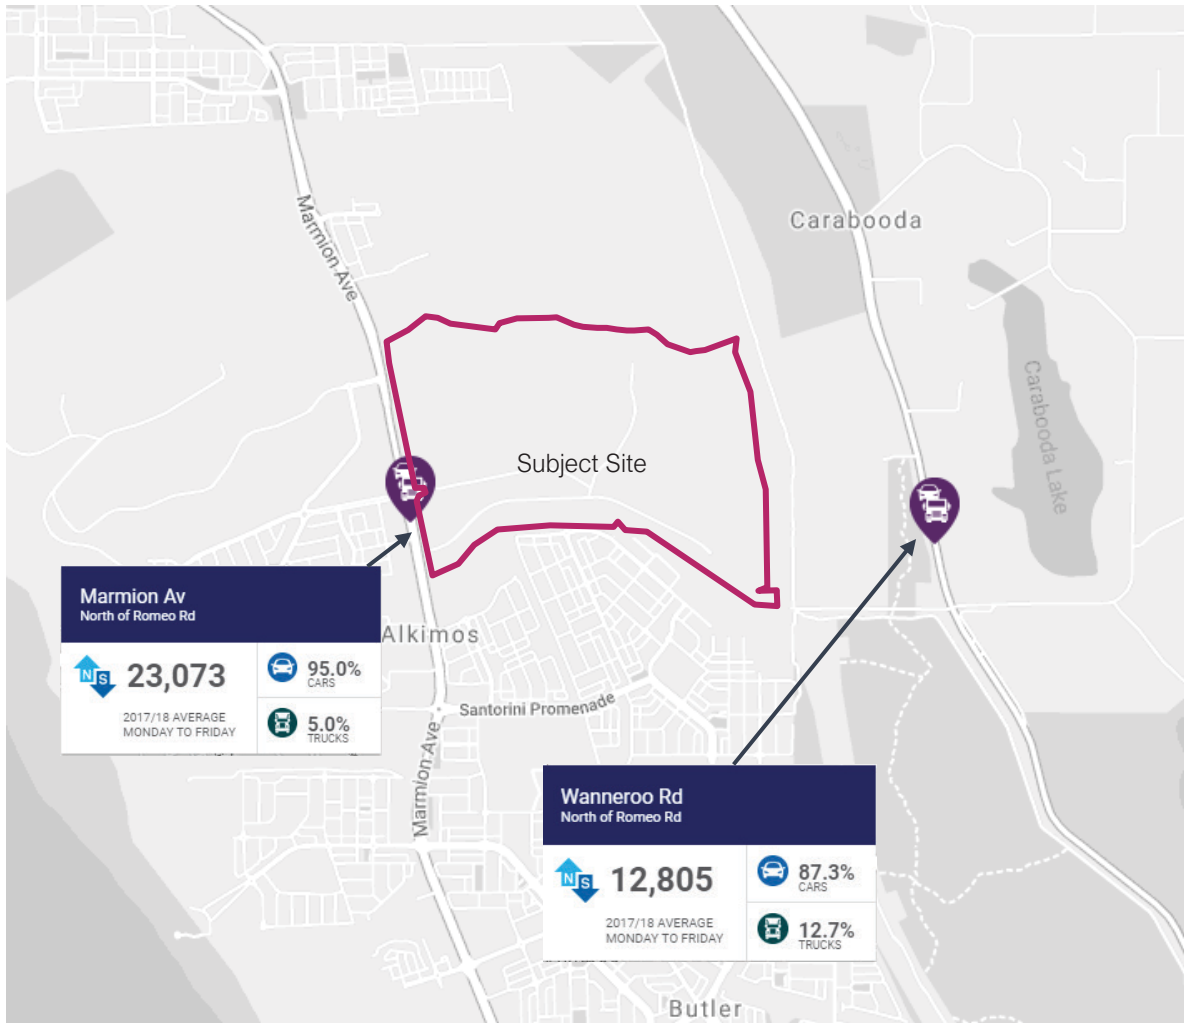 Marmion Ave
Carabooda
Carabooda Lake
Subject Site
Marmion Av
North of Romeo Rd
N S 23,073
2017/18 AVERAGE
MONDAY TO FRIDAY
95.0%
CARS
5.0%
TRUCKS
Alkimos
Santorini Promenade
Marmion Ave
Wanneroo Rd
North of Romeo Rd
N S 12,805
2017/18 AVERAGE
MONDAY TO FRIDAY
87.3%
CARS
12.7%
TRUCKS
Butler